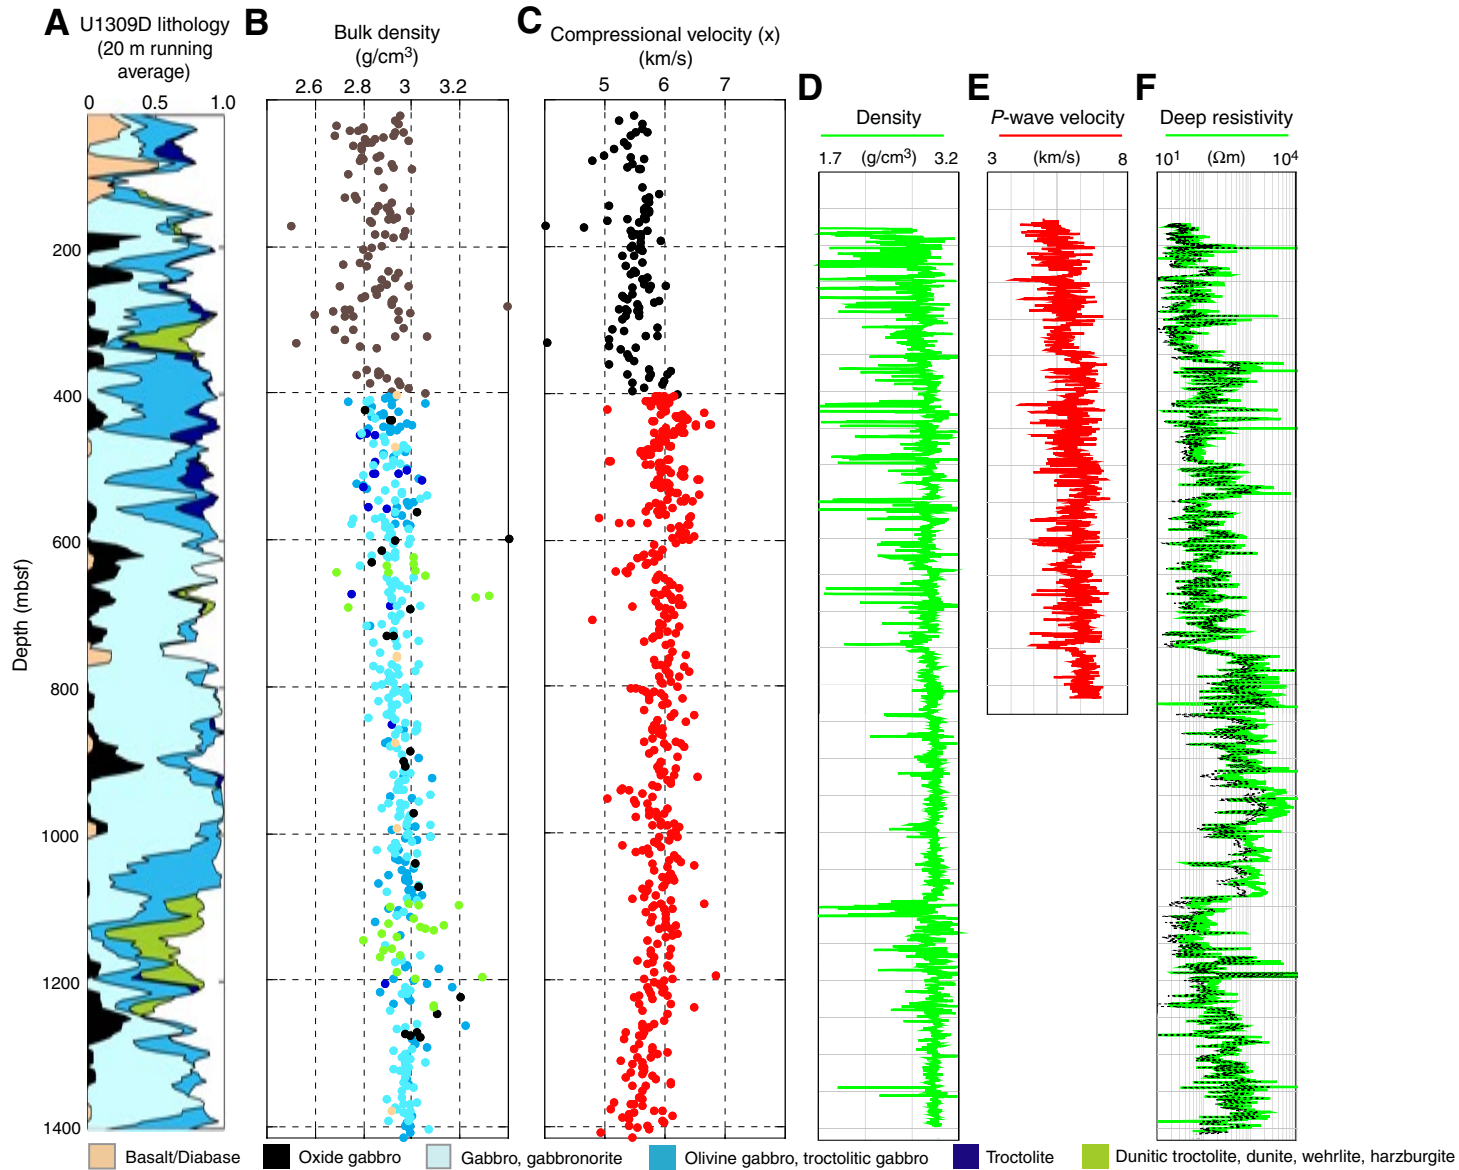 A
U1309D lithology
(20 m running
average)
0 0.5 1.0
B
Bulk density
(g/cm³)
2.6 2.8 3 3.2
C
Compressional velocity (x)
(km/s)
5 6 7
D
Density
1.7 (g/cm³) 3.2
E
P-wave velocity
3 (km/s) 8
F
Deep resistivity
10¹ (Ωm) 10⁴
Depth (mbsf)
200
400
600
800
1000
1200
1400
Basalt/Diabase
Oxide gabbro
Gabbro, gabbronorite
Olivine gabbro, troctolitic gabbro
Troctolite
Dunitic troctolite, dunite, wehrlite, harzburgite